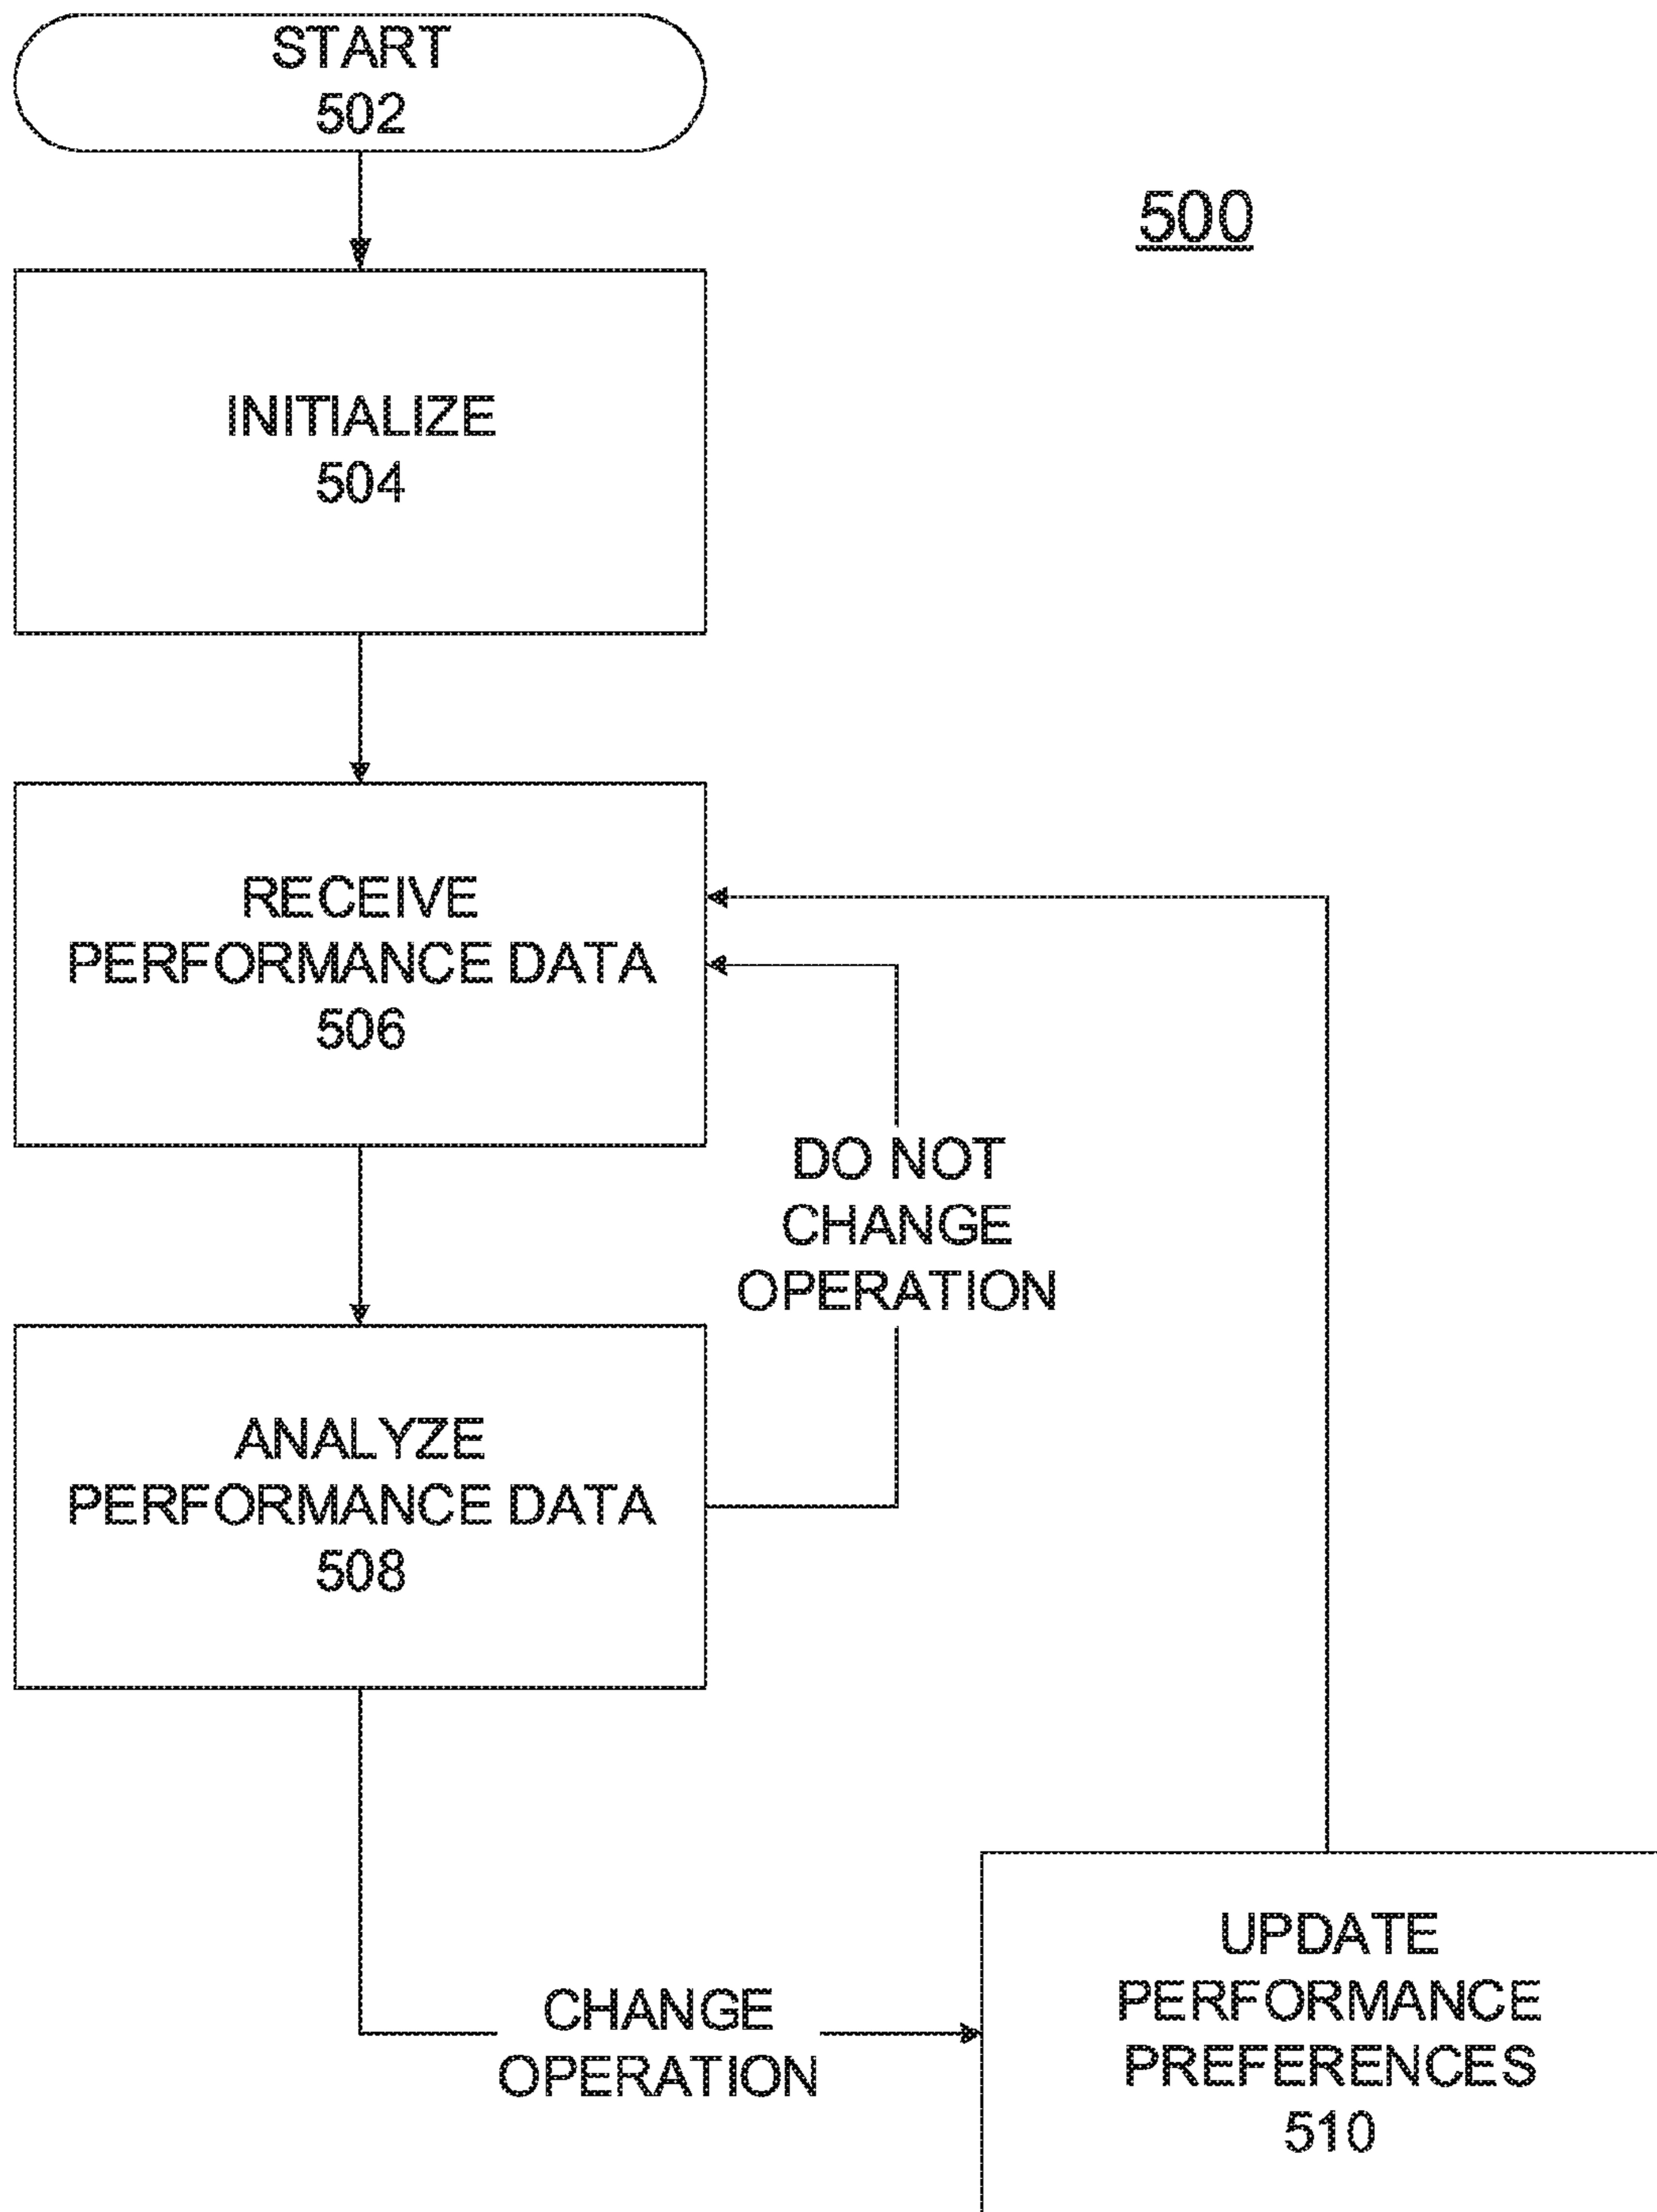 START
502
500
INITIALIZE
504
RECEIVE
PERFORMANCE DATA
506
DO NOT
CHANGE
OPERATION
ANALYZE
PERFORMANCE DATA
508
CHANGE
OPERATION
UPDATE
PERFORMANCE
PREFERENCES
510